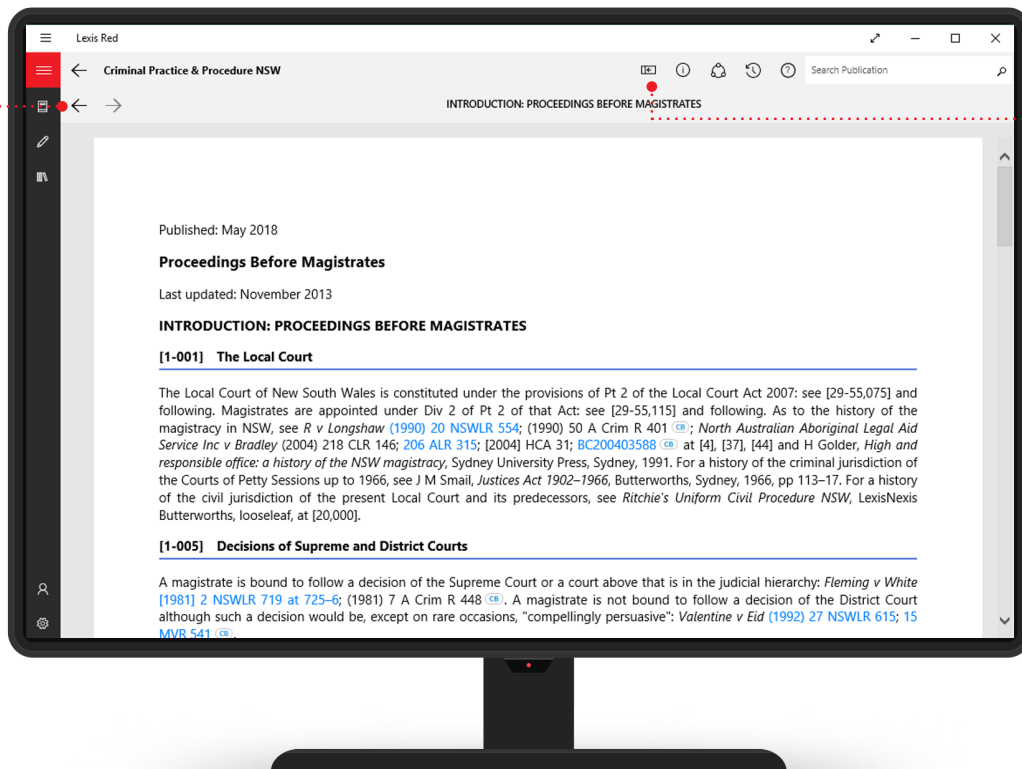 Lexis Red
Criminal Practice & Procedure NSW
Search Publication
INTRODUCTION: PROCEEDINGS BEFORE MAGISTRATES
Published: May 2018
Proceedings Before Magistrates
Last updated: November 2013
INTRODUCTION: PROCEEDINGS BEFORE MAGISTRATES
[1-001] The Local Court
The Local Court of New South Wales is constituted under the provisions of Pt 2 of the Local Court Act 2007: see [29-55,075] and
following. Magistrates are appointed under Div 2 of Pt 2 of that Act: see [29-55,115] and following. As to the history of the
magistracy in NSW, see R v Longshaw (1990) 20 NSWLR 554; (1990) 50 A Crim R 401 CB; North Australian Aboriginal Legal Aid
Service Inc v Bradley (2004) 218 CLR 146; 206 ALR 315; [2004] HCA 31; BC200403588 CB at [4], [37], [44] and H Golder, High and
responsible office: a history of the NSW magistracy, Sydney University Press, Sydney, 1991. For a history of the criminal jurisdiction of
the Courts of Petty Sessions up to 1966, see J M Smail, Justices Act 1902–1966, Butterworths, Sydney, 1966, pp 113–17. For a history
of the civil jurisdiction of the present Local Court and its predecessors, see Ritchie's Uniform Civil Procedure NSW, LexisNexis
Butterworths, looseleaf, at [20,000].
[1-005] Decisions of Supreme and District Courts
A magistrate is bound to follow a decision of the Supreme Court or a court above that is in the judicial hierarchy: Fleming v White
[1981] 2 NSWLR 719 at 725–6; (1981) 7 A Crim R 448 CB. A magistrate is not bound to follow a decision of the District Court
although such a decision would be, except on rare occasions, "compellingly persuasive": Valentine v Eid (1992) 27 NSWLR 615; 15
MVR 541 CB.